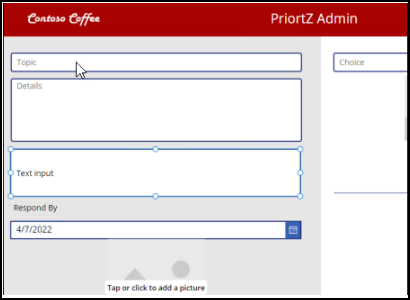 Contoso Coffee
PriortZ Admin
Topic
Choice
Details
Text input
Respond By
4/7/2022
Tap or click to add a picture